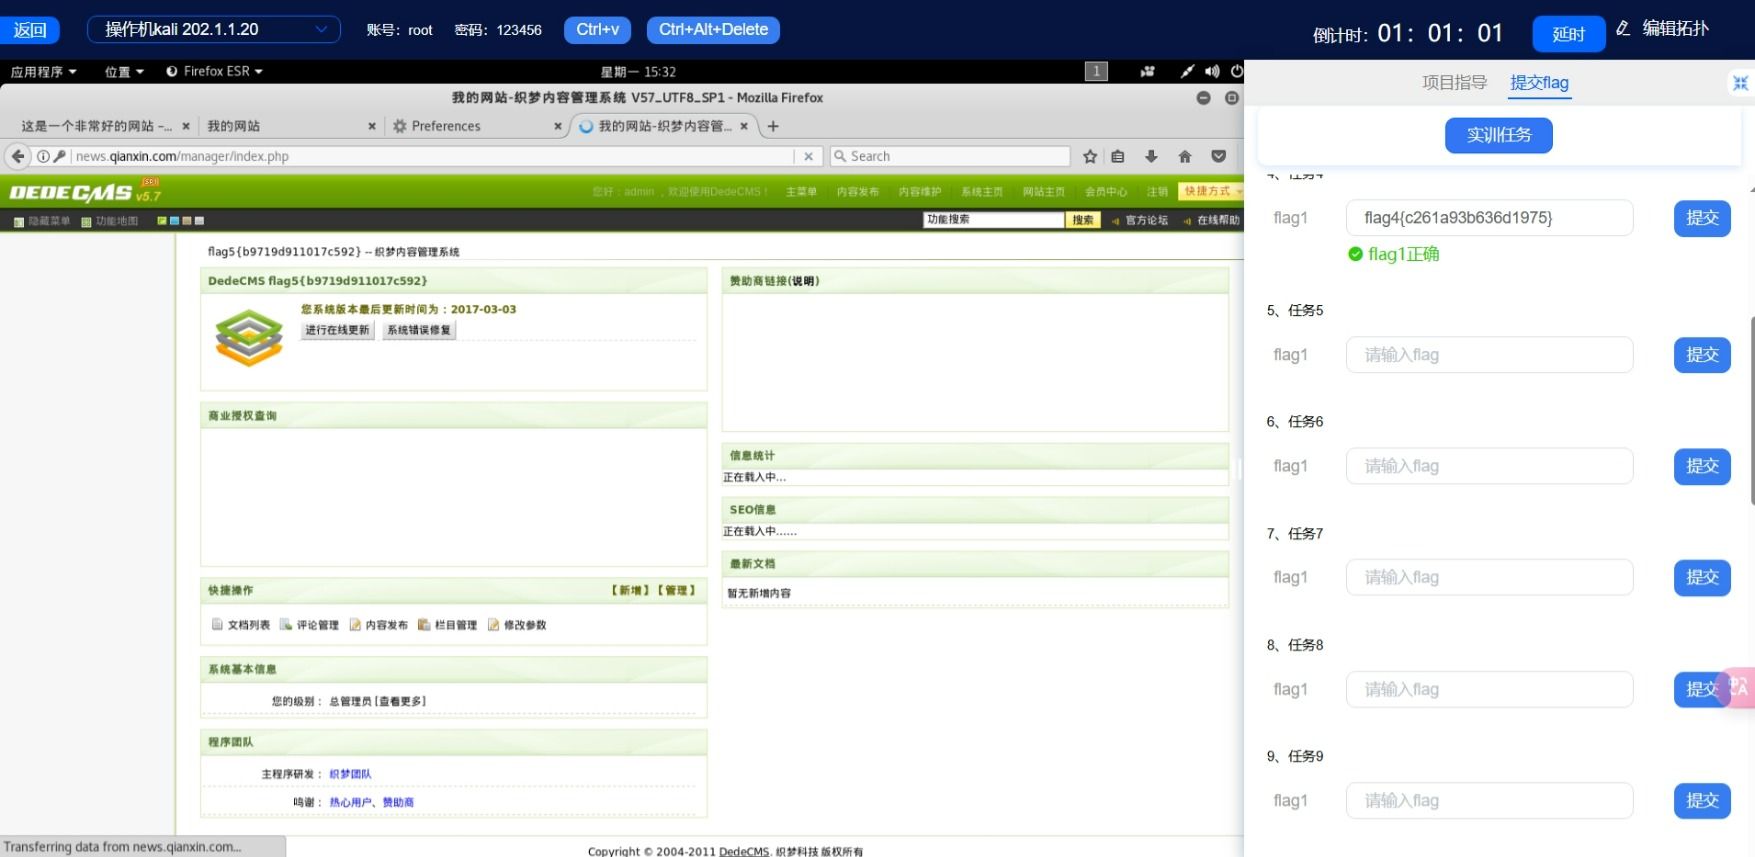 返回 操作机kali 202.1.1.20 账号：root 密码：123456 Ctrl+v Ctrl+Alt+Delete 倒计时：01：01：01 延时 编辑拓扑
应用程序 位置 Firefox ESR 星期一 15:32 1
我的网站-织梦内容管理系统 V57_UTF8_SP1 - Mozilla Firefox
这是一个非常好的网站 –... 我的网站 Preferences 我的网站-织梦内容管...
news.qianxin.com/manager/index.php Search
DEDECMS v5.7 SP1 您好：admin ，欢迎使用DedeCMS！ 主菜单 内容发布 内容维护 系统主页 网站主页 会员中心 注销 快捷方式
隐藏菜单 功能地图 功能搜索 搜索 官方论坛 在线帮助
flag5{b9719d911017c592} -- 织梦内容管理系统
DedeCMS flag5{b9719d911017c592}
您系统版本最后更新时间为：2017-03-03
进行在线更新 系统错误修复
商业授权查询
快捷操作 【新增】【管理】
文档列表 评论管理 内容发布 栏目管理 修改参数
系统基本信息
您的级别： 总管理员 [查看更多]
程序团队
主程序研发： 织梦团队
鸣谢： 热心用户、赞助商
赞助商链接(说明)
信息统计
正在载入中...
SEO信息
正在载入中......
最新文档
暂无新增内容
Transferring data from news.qianxin.com...
Copyright © 2004-2011 DedeCMS. 织梦科技 版权所有
项目指导 提交flag
实训任务
4、任务4
flag1 flag4{c261a93b636d1975} 提交
flag1正确
5、任务5
flag1 请输入flag 提交
6、任务6
flag1 请输入flag 提交
7、任务7
flag1 请输入flag 提交
8、任务8
flag1 请输入flag 提交
9、任务9
flag1 请输入flag 提交